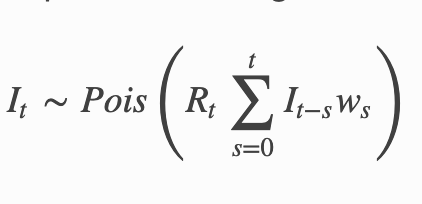 I_t ~ Pois ( R_t ∑_{s=0}^{t} I_{t−s} w_s )